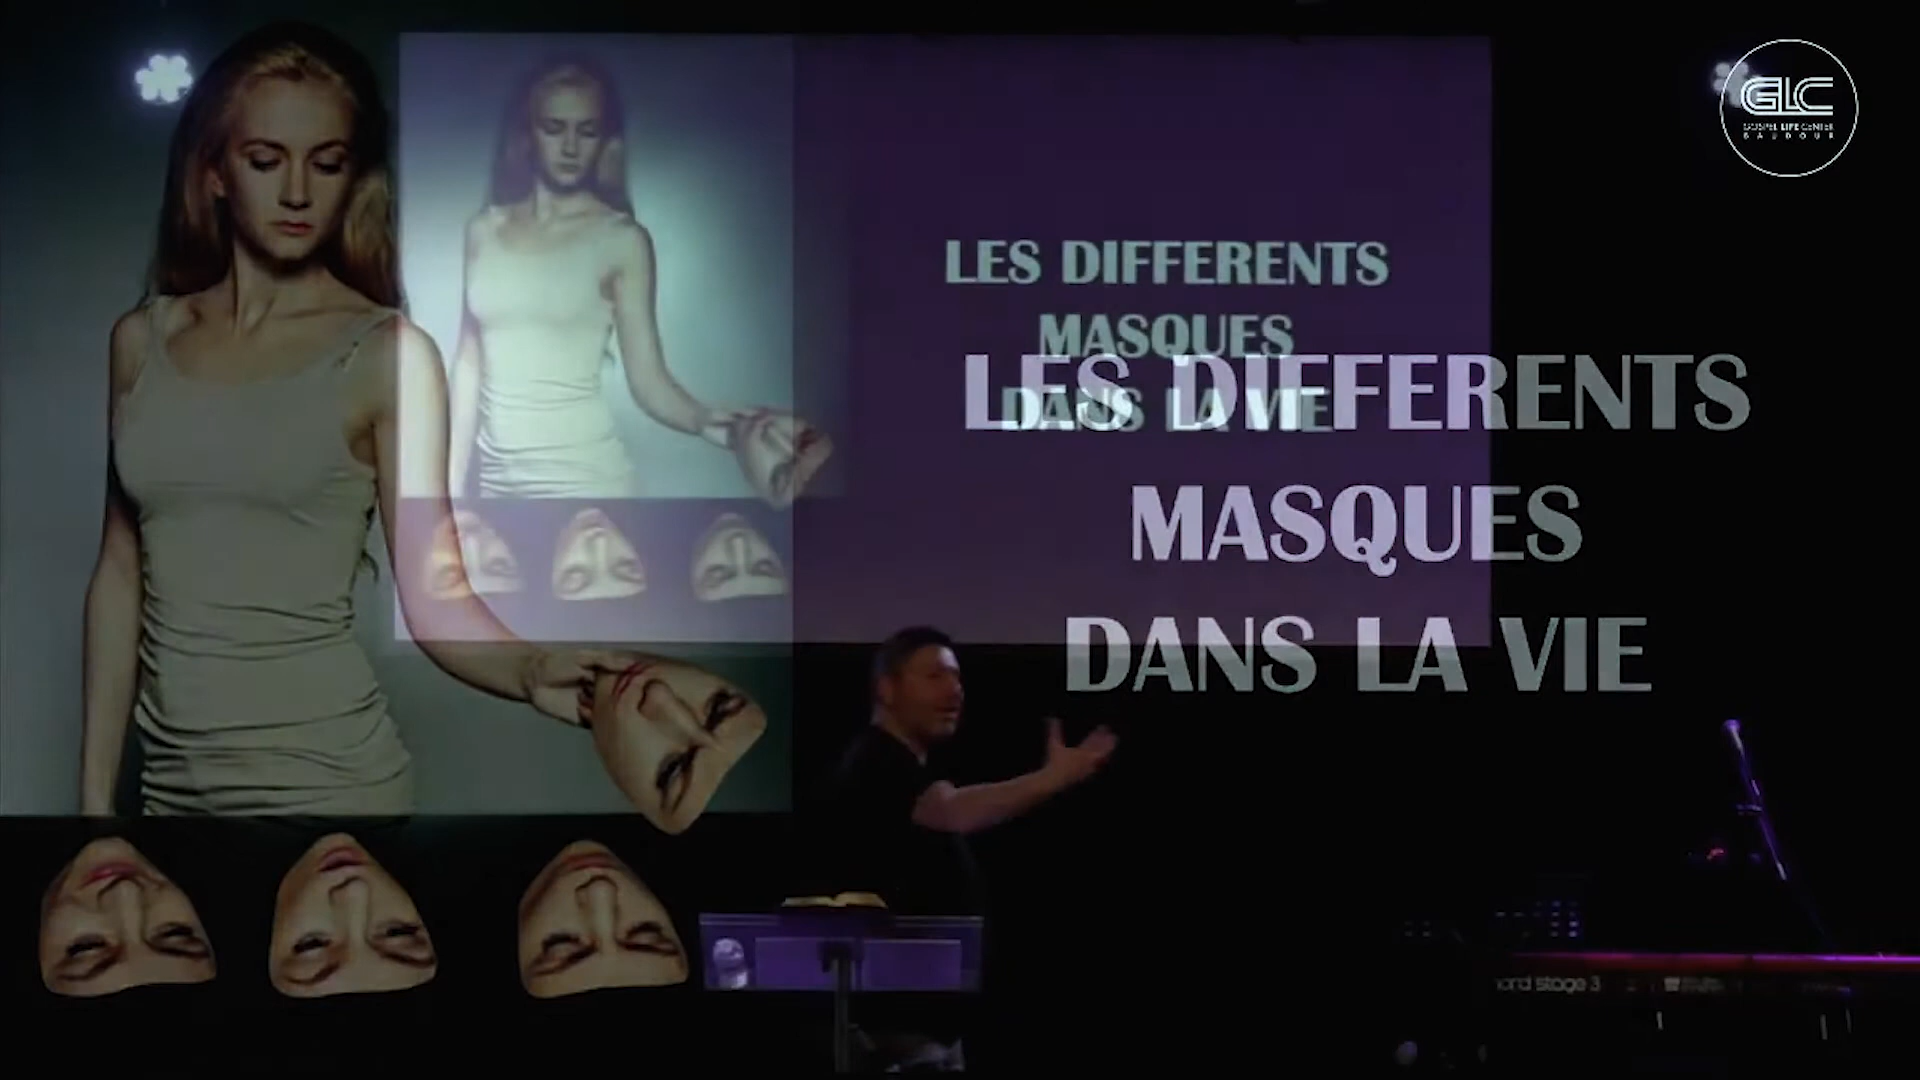 GLC
GOSPEL LIFE CENTER
BAUDOUR
LES DIFFERENTS
MASQUES
DANS LA VIE
LES DIFFERENTS
MASQUES
DANS LA VIE
nord stage 3